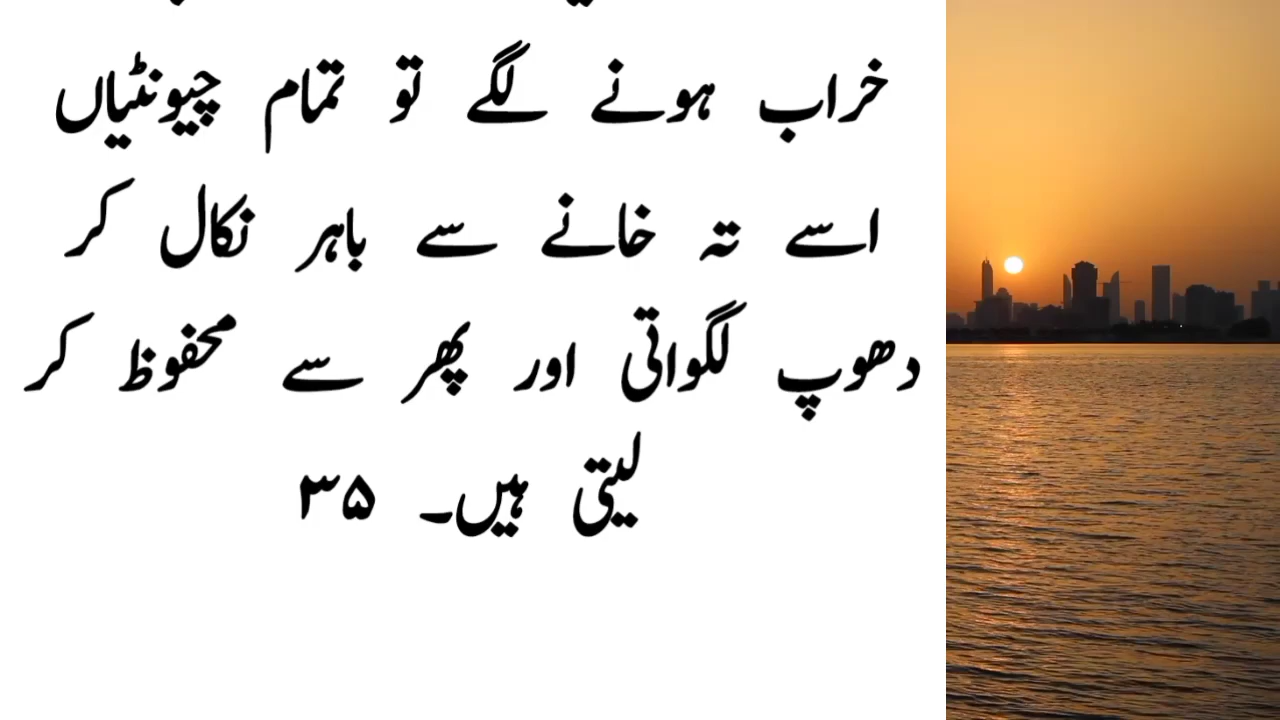 خراب ہونے لگے تو تمام چیونٹیاں
اسے تہ خانے سے باہر نکال کر
دھوپ لگواتی اور پھر سے محفوظ کر
لیتی ہیں۔ ۳۵